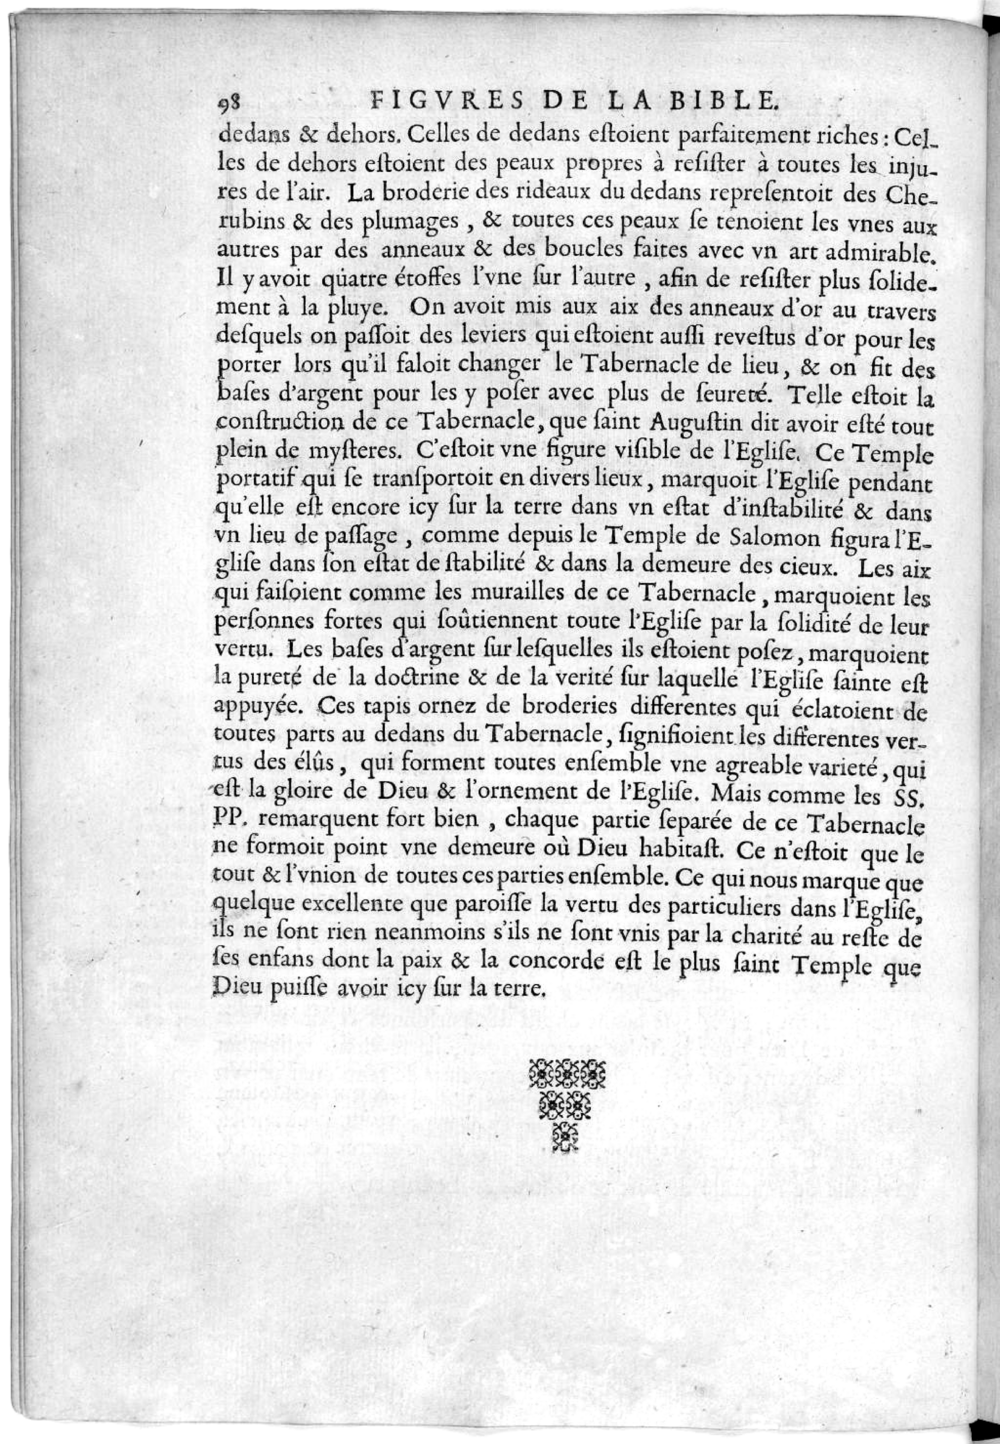 98 FIGVRES DE LA BIBLE.
dedans & dehors. Celles de dedans eſtoient parfaitement riches : Cel-
les de dehors eſtoient des peaux propres à reſiſter à toutes les inju-
res de l'air. La broderie des rideaux du dedans repreſentoit des Che-
rubins & des plumages , & toutes ces peaux ſe tenoient les vnes aux
autres par des anneaux & des boucles faites avec vn art admirable.
Il y avoit quatre étoffes l'vne ſur l'autre , afin de reſiſter plus ſolide-
ment à la pluye. On avoit mis aux aix des anneaux d'or au travers
deſquels on paſſoit des leviers qui eſtoient auſſi reveſtus d'or pour les
porter lors qu'il faloit changer le Tabernacle de lieu, & on fit des
baſes d'argent pour les y poſer avec plus de ſeureté. Telle eſtoit la
conſtruction de ce Tabernacle, que ſaint Auguſtin dit avoir eſté tout
plein de myſteres. C'eſtoit vne figure viſible de l'Egliſe. Ce Temple
portatif qui ſe tranſportoit en divers lieux, marquoit l'Egliſe pendant
qu'elle eſt encore icy ſur la terre dans vn eſtat d'inſtabilité & dans
vn lieu de paſſage , comme depuis le Temple de Salomon figura l'E-
gliſe dans ſon eſtat de ſtabilité & dans la demeure des cieux. Les aix
qui faiſoient comme les murailles de ce Tabernacle, marquoient les
perſonnes fortes qui ſoûtiennent toute l'Egliſe par la ſolidité de leur
vertu. Les baſes d'argent ſur leſquelles ils eſtoient poſez, marquoient
la pureté de la doctrine & de la verité ſur laquelle l'Egliſe ſainte eſt
appuyée. Ces tapis ornez de broderies differentes qui éclatoient de
toutes parts au dedans du Tabernacle, ſignifioient les differentes ver-
tus des élûs, qui forment toutes enſemble vne agreable varieté, qui
eſt la gloire de Dieu & l'ornement de l'Egliſe. Mais comme les SS.
PP. remarquent fort bien , chaque partie ſeparée de ce Tabernacle
ne formoit point vne demeure où Dieu habitaſt. Ce n'eſtoit que le
tout & l'vnion de toutes ces parties enſemble. Ce qui nous marque que
quelque excellente que paroiſſe la vertu des particuliers dans l'Egliſe,
ils ne ſont rien neanmoins s'ils ne ſont vnis par la charité au reſte de
ſes enfans dont la paix & la concorde eſt le plus ſaint Temple que
Dieu puiſſe avoir icy ſur la terre.